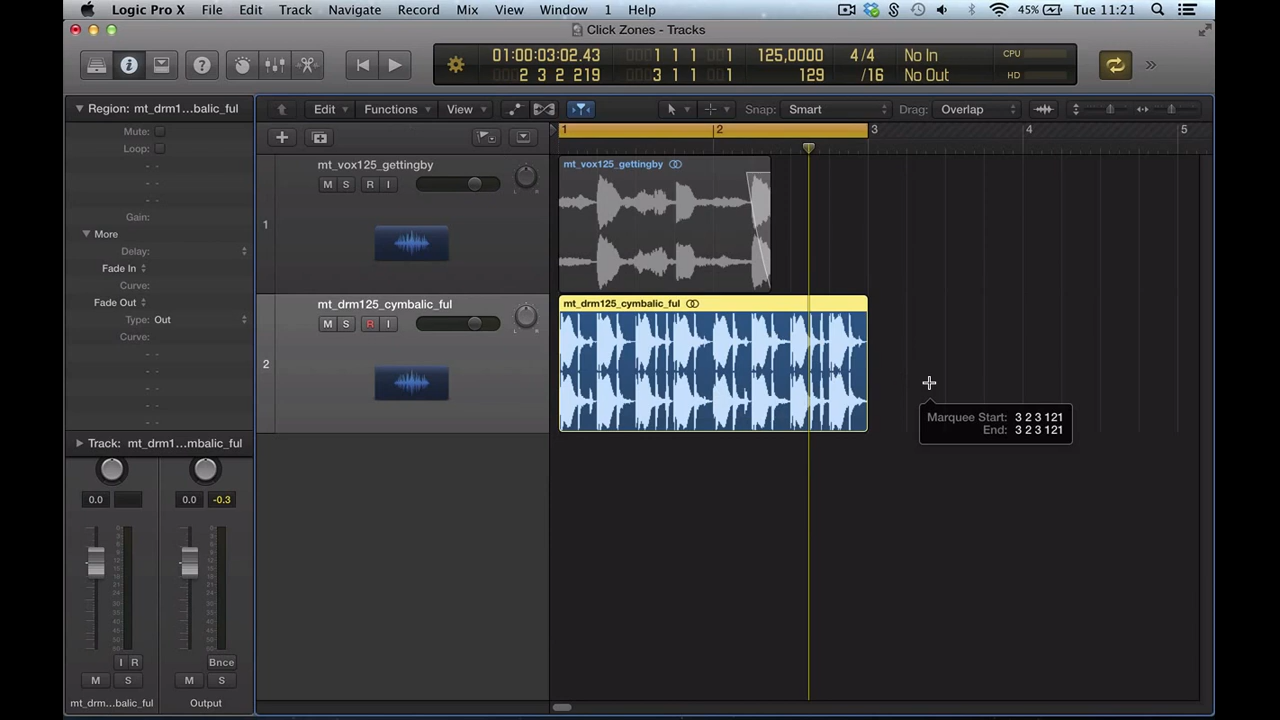 Logic Pro X File Edit Track Navigate Record Mix View Window 1 Help 45% Tue 11:21
Click Zones - Tracks
01:00:03:02.43 1 1 1 1 125,0000 4/4 No In CPU
2 3 2 219 3 1 1 1 129 /16 No Out HD
Region: mt_drm1...balic_ful
Edit Functions View Snap: Smart Drag: Overlap
Mute:
Loop:
- -
- -
- -
Gain:
More
Delay:
Fade In
Curve:
Fade Out
Type: Out
Curve:
- -
- -
- -
- -
1 2 3 4 5
1
mt_vox125_gettingby
M S R I
L R
mt_vox125_gettingby
2
mt_drm125_cymbalic_ful
M S R I
L R
mt_drm125_cymbalic_ful
Marquee Start: 3 2 3 121
End: 3 2 3 121
Track: mt_drm1...mbalic_ful
0.0 0.0 -0.3
I R Bnce
M S M S
mt_drm...balic_ful Output